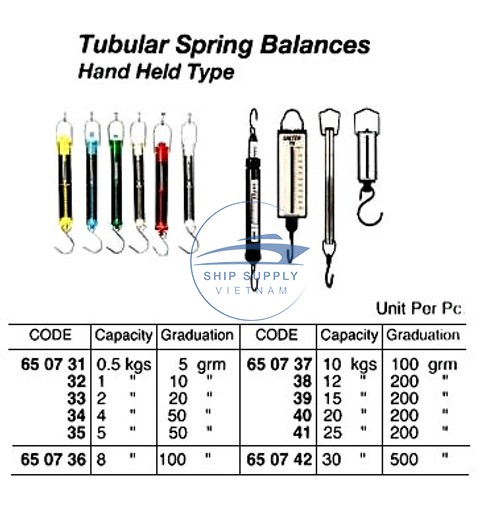 Tubular Spring Balances
Hand Held Type
SALTER
SHIP SUPPLY
VIETNAM
Unit Per Pc.
CODE Capacity Graduation CODE Capacity Graduation
65 07 31 0.5 kgs 5 grm 65 07 37 10 kgs 100 grm
32 1 " 10 " 38 12 " 200 "
33 2 " 20 " 39 15 " 200 "
34 4 " 50 " 40 20 " 200 "
35 5 " 50 " 41 25 " 200 "
65 07 36 8 " 100 " 65 07 42 30 " 500 "